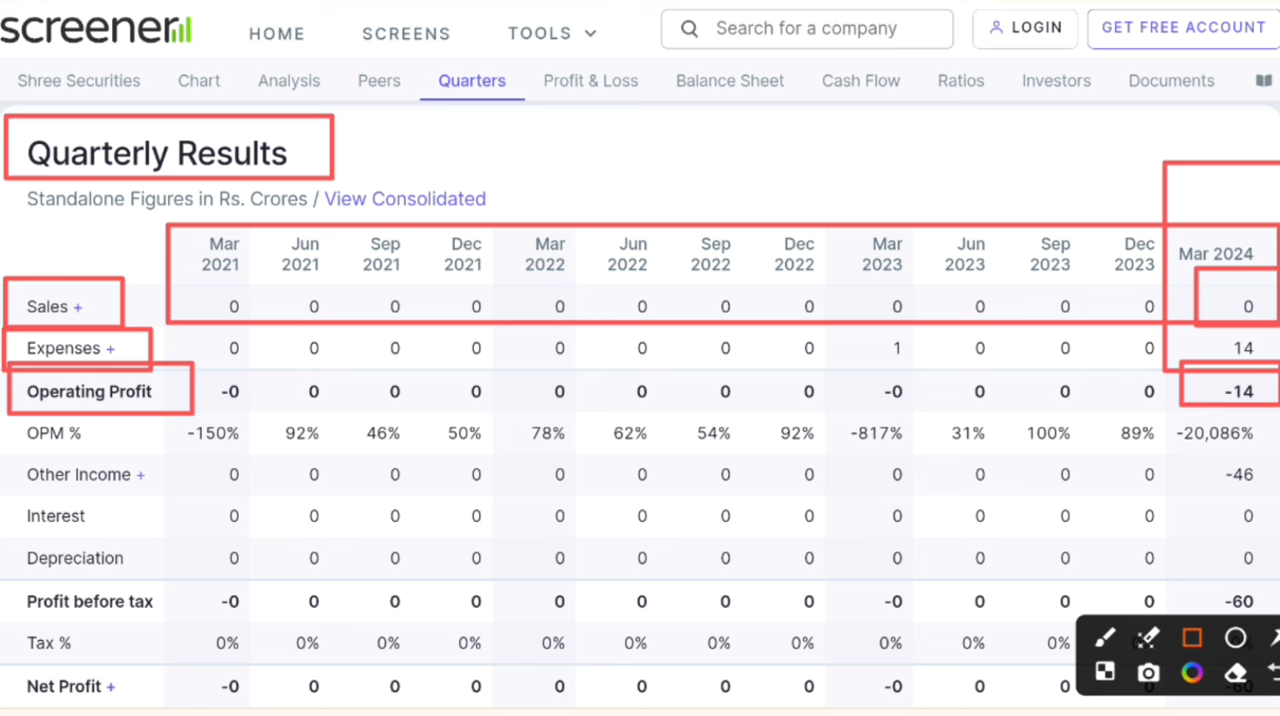 screener
HOME SCREENS TOOLS Search for a company LOGIN GET FREE ACCOUNT
Shree Securities Chart Analysis Peers Quarters Profit & Loss Balance Sheet Cash Flow Ratios Investors Documents
Quarterly Results
Standalone Figures in Rs. Crores / View Consolidated
Mar 2021 Jun 2021 Sep 2021 Dec 2021 Mar 2022 Jun 2022 Sep 2022 Dec 2022 Mar 2023 Jun 2023 Sep 2023 Dec 2023 Mar 2024
Sales + 0 0 0 0 0 0 0 0 0 0 0 0 0
Expenses + 0 0 0 0 0 0 0 0 1 0 0 0 14
Operating Profit -0 0 0 0 0 0 0 0 -0 0 0 0 -14
OPM % -150% 92% 46% 50% 78% 62% 54% 92% -817% 31% 100% 89% -20,086%
Other Income + 0 0 0 0 0 0 0 0 0 0 0 0 -46
Interest 0 0 0 0 0 0 0 0 0 0 0 0 0
Depreciation 0 0 0 0 0 0 0 0 0 0 0 0 0
Profit before tax -0 0 0 0 0 0 0 0 -0 0 0 0 -60
Tax % 0% 0% 0% 0% 0% 0% 0% 0% 0% 0% 0%
Net Profit + -0 0 0 0 0 0 0 0 -0 0 0 0 -60